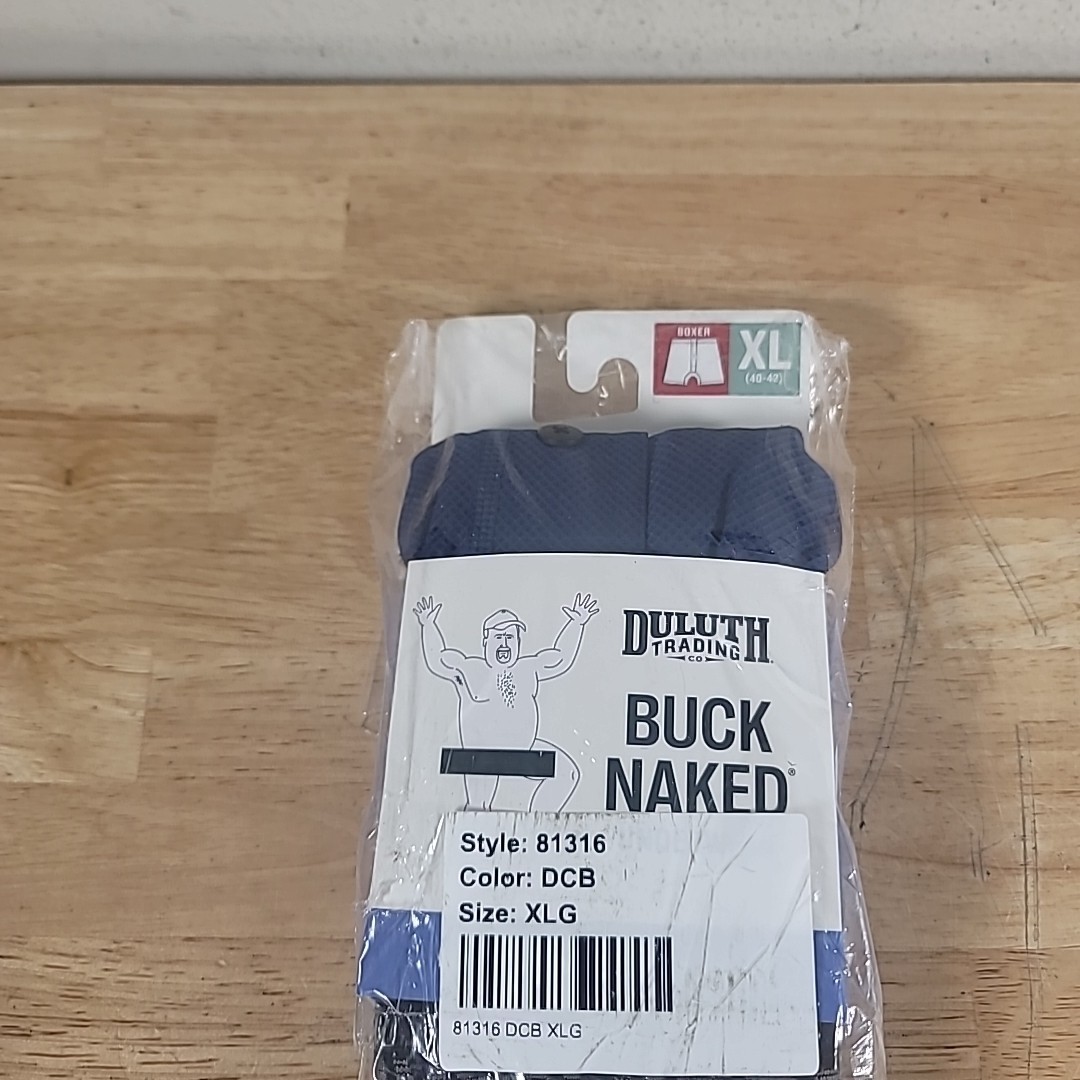 BOXER
XL
(40-42)
DULUTH
TRADING
CO
BUCK
NAKED®
Style: 81316
Color: DCB
Size: XLG
81316 DCB XLG